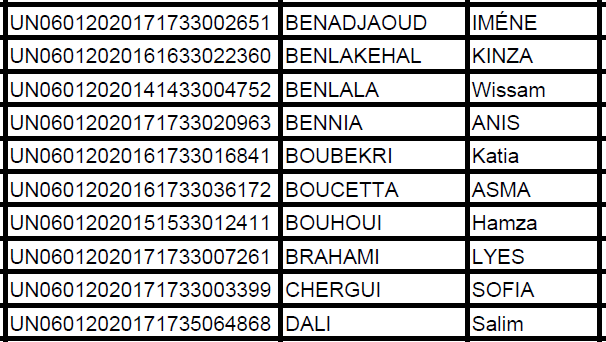 UN06012020171733002651 BENADJAOUD IMÉNE
UN06012020161633022360 BENLAKEHAL KINZA
UN06012020141433004752 BENLALA Wissam
UN06012020171733020963 BENNIA ANIS
UN06012020161733016841 BOUBEKRI Katia
UN06012020161733036172 BOUCETTA ASMA
UN06012020151533012411 BOUHOUI Hamza
UN06012020171733007261 BRAHAMI LYES
UN06012020171733003399 CHERGUI SOFIA
UN06012020171735064868 DALI Salim